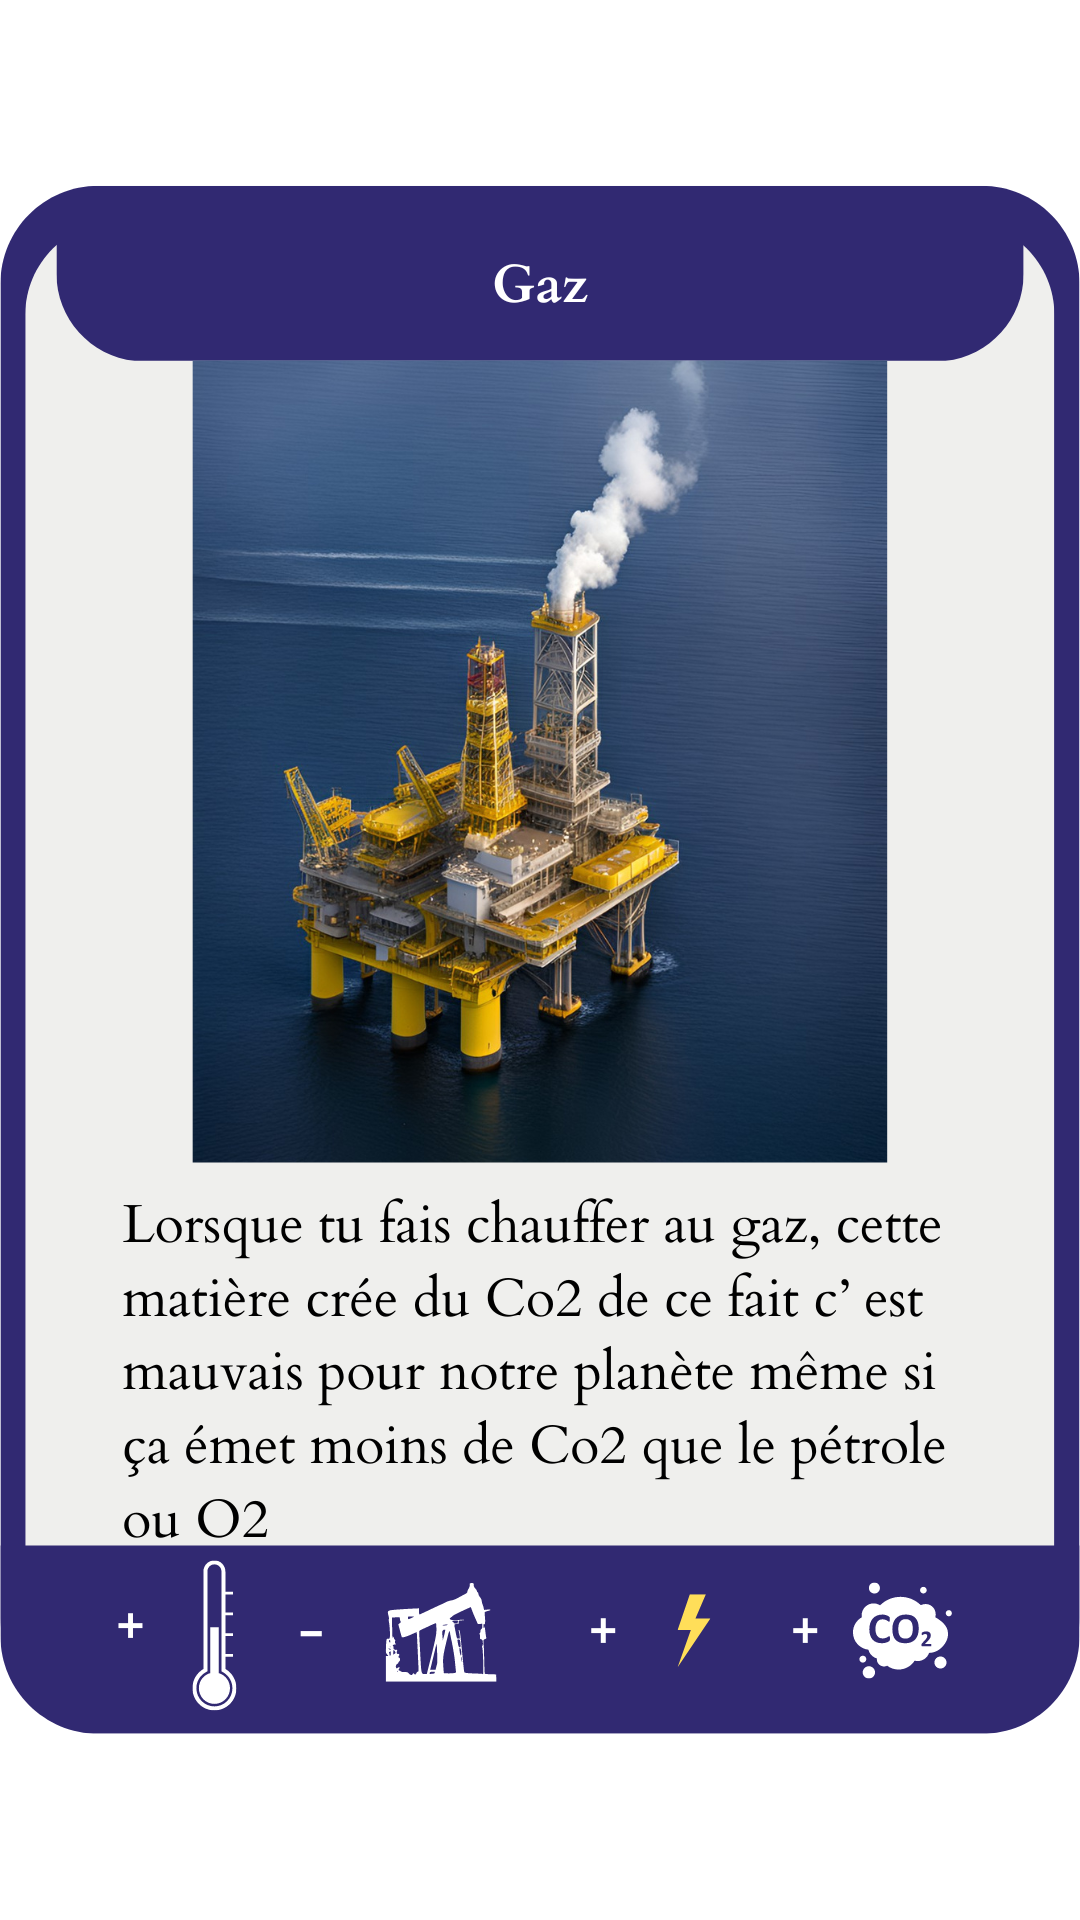 Gaz
Lorsque tu fais chauffer au gaz, cette
matière crée du Co2 de ce fait c’ est
mauvais pour notre planète même si
ça émet moins de Co2 que le pétrole
ou O2
+ - + + CO₂